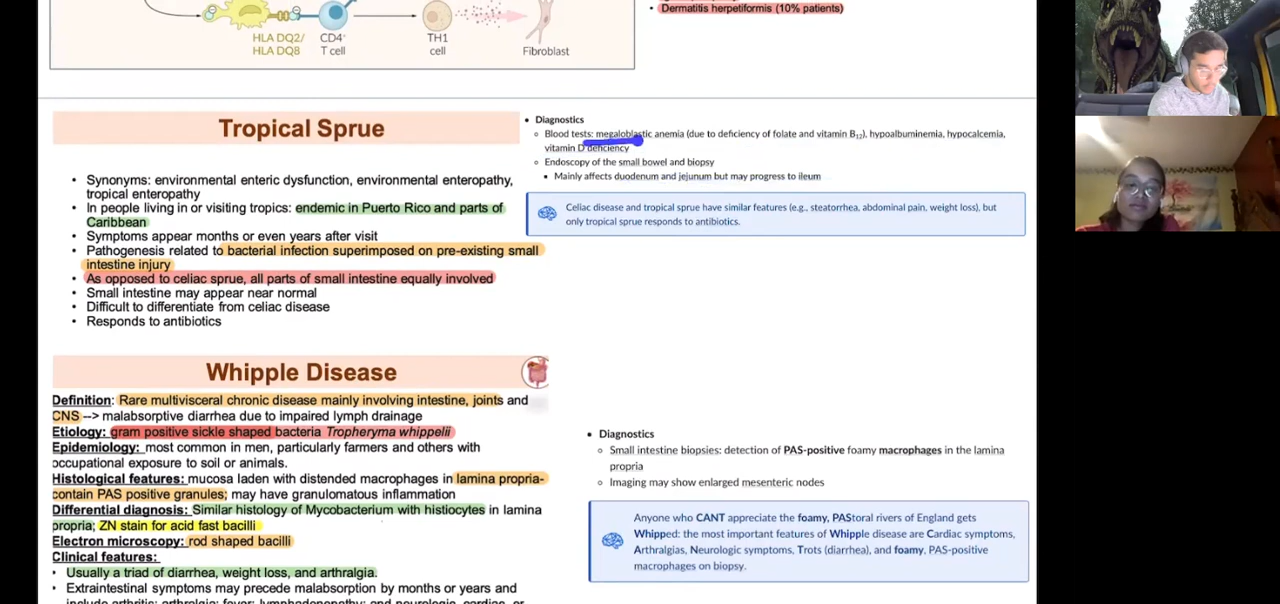 Dermatitis herpetiformis (10% patients)
HLA DQ2/
HLA DQ8
CD4+
T cell
TH1
cell
Fibroblast
Tropical Sprue
• Synonyms: environmental enteric dysfunction, environmental enteropathy,
tropical enteropathy
• In people living in or visiting tropics: endemic in Puerto Rico and parts of
Caribbean
• Symptoms appear months or even years after visit
• Pathogenesis related to bacterial infection superimposed on pre-existing small
intestine injury
• As opposed to celiac sprue, all parts of small intestine equally involved
• Small intestine may appear near normal
• Difficult to differentiate from celiac disease
• Responds to antibiotics
• Diagnostics
Blood tests: megaloblastic anemia (due to deficiency of folate and vitamin B12), hypoalbuminemia, hypocalcemia,
vitamin D deficiency
Endoscopy of the small bowel and biopsy
Mainly affects duodenum and jejunum but may progress to ileum
Celiac disease and tropical sprue have similar features (e.g., steatorrhea, abdominal pain, weight loss), but
only tropical sprue responds to antibiotics.
Whipple Disease
Definition: Rare multivisceral chronic disease mainly involving intestine, joints and
CNS --> malabsorptive diarrhea due to impaired lymph drainage
Etiology: gram positive sickle shaped bacteria Tropheryma whippelii
Epidemiology: most common in men, particularly farmers and others with
occupational exposure to soil or animals.
Histological features: mucosa laden with distended macrophages in lamina propria-
contain PAS positive granules; may have granulomatous inflammation
Differential diagnosis: Similar histology of Mycobacterium with histiocytes in lamina
propria; ZN stain for acid fast bacilli
Electron microscopy: rod shaped bacilli
Clinical features:
• Usually a triad of diarrhea, weight loss, and arthralgia.
• Extraintestinal symptoms may precede malabsorption by months or years and
• Diagnostics
Small intestine biopsies: detection of PAS-positive foamy macrophages in the lamina
propria
Imaging may show enlarged mesenteric nodes
Anyone who CANT appreciate the foamy, PAStoral rivers of England gets
Whipped: the most important features of Whipple disease are Cardiac symptoms,
Arthralgias, Neurologic symptoms, Trots (diarrhea), and foamy, PAS-positive
macrophages on biopsy.